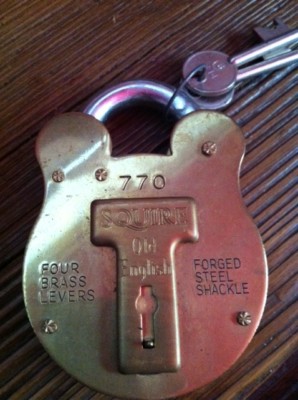 770
SQUIRE
Old
English
FOUR
BRASS
LEVERS
FORGED
STEEL
SHACKLE